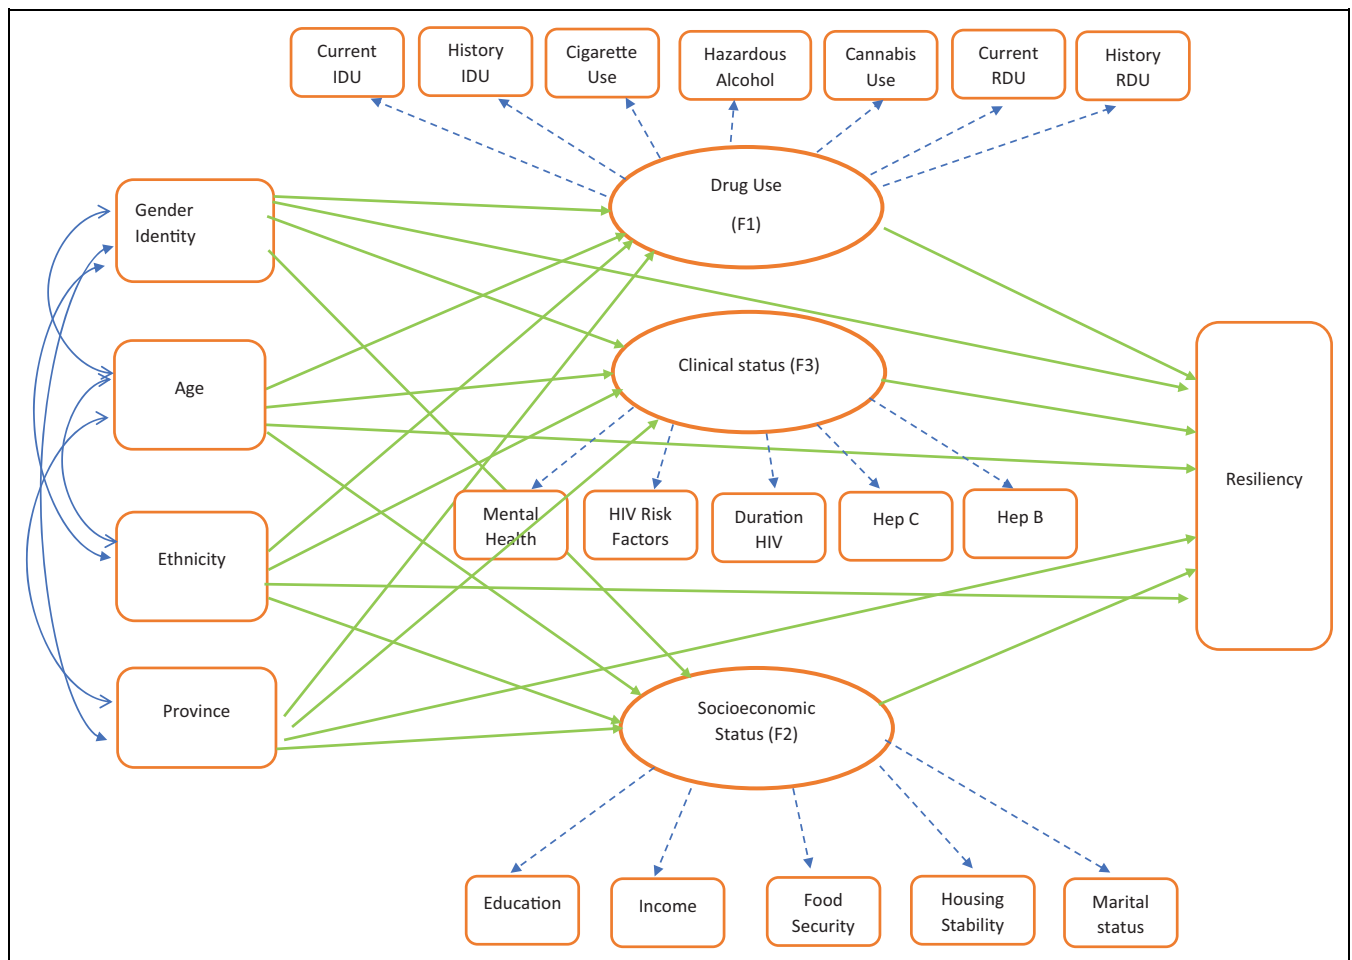 Current
IDU
History
IDU
Cigarette
Use
Hazardous
Alcohol
Cannabis
Use
Current
RDU
History
RDU
Drug Use
(F1)
Gender
Identity
Clinical status (F3)
Age
Resiliency
Mental
Health
HIV Risk
Factors
Duration
HIV
Hep C
Hep B
Ethnicity
Province
Socioeconomic
Status (F2)
Education
Income
Food
Security
Housing
Stability
Marital
status